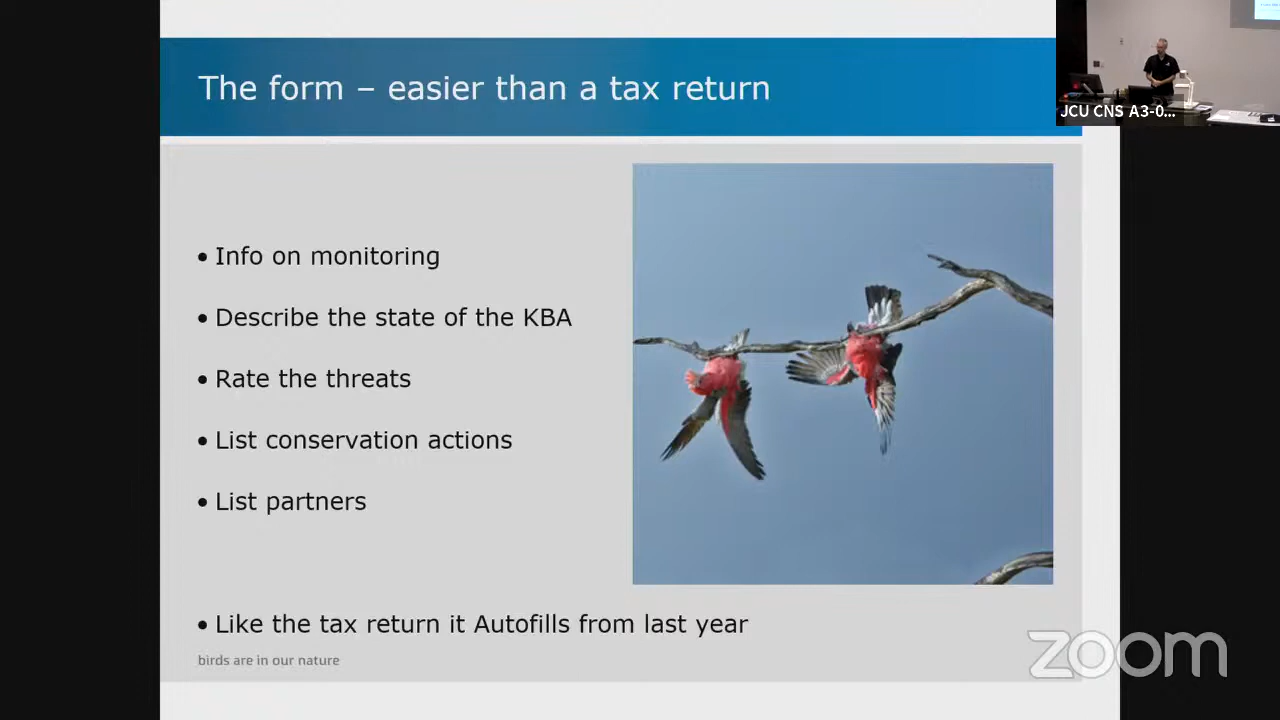 The form – easier than a tax return
JCU CNS A3-0...
• Info on monitoring
• Describe the state of the KBA
• Rate the threats
• List conservation actions
• List partners
• Like the tax return it Autofills from last year
birds are in our nature
zoom